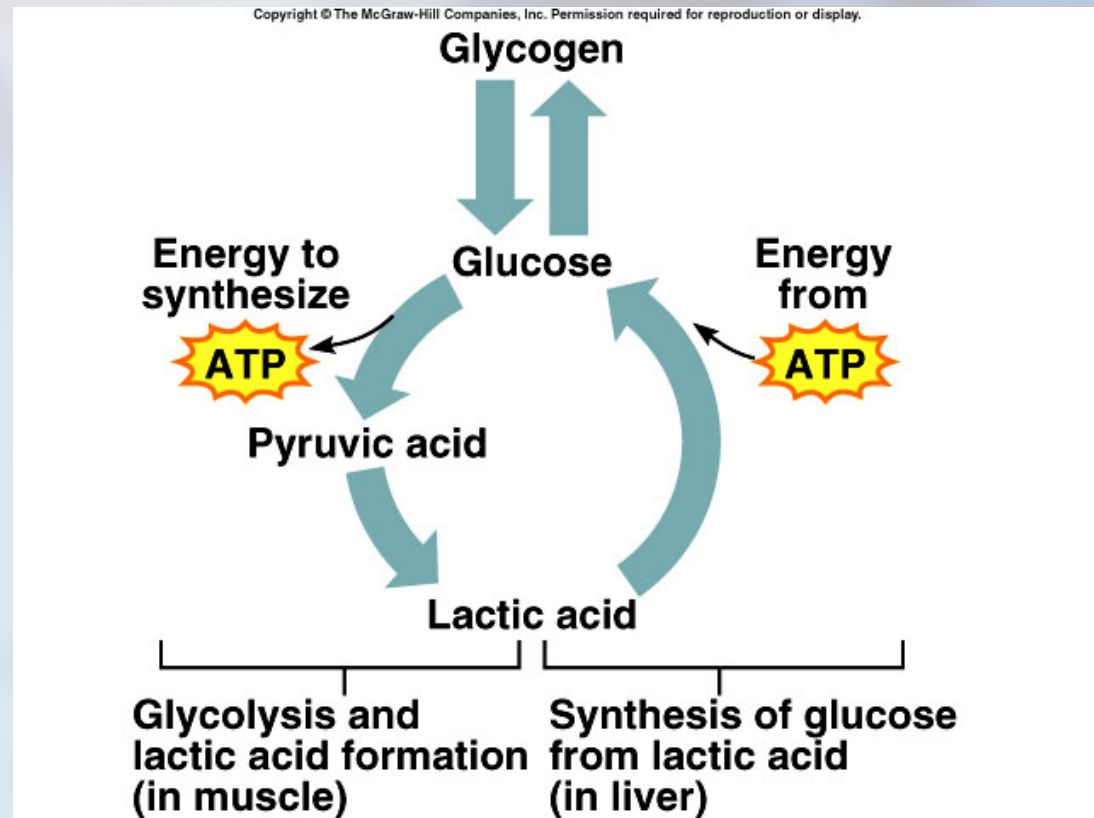 Copyright © The McGraw-Hill Companies, Inc. Permission required for reproduction or display.
Glycogen
Glucose
Energy to
synthesize
ATP
Energy
from
ATP
Pyruvic acid
Lactic acid
Glycolysis and
lactic acid formation
(in muscle)
Synthesis of glucose
from lactic acid
(in liver)